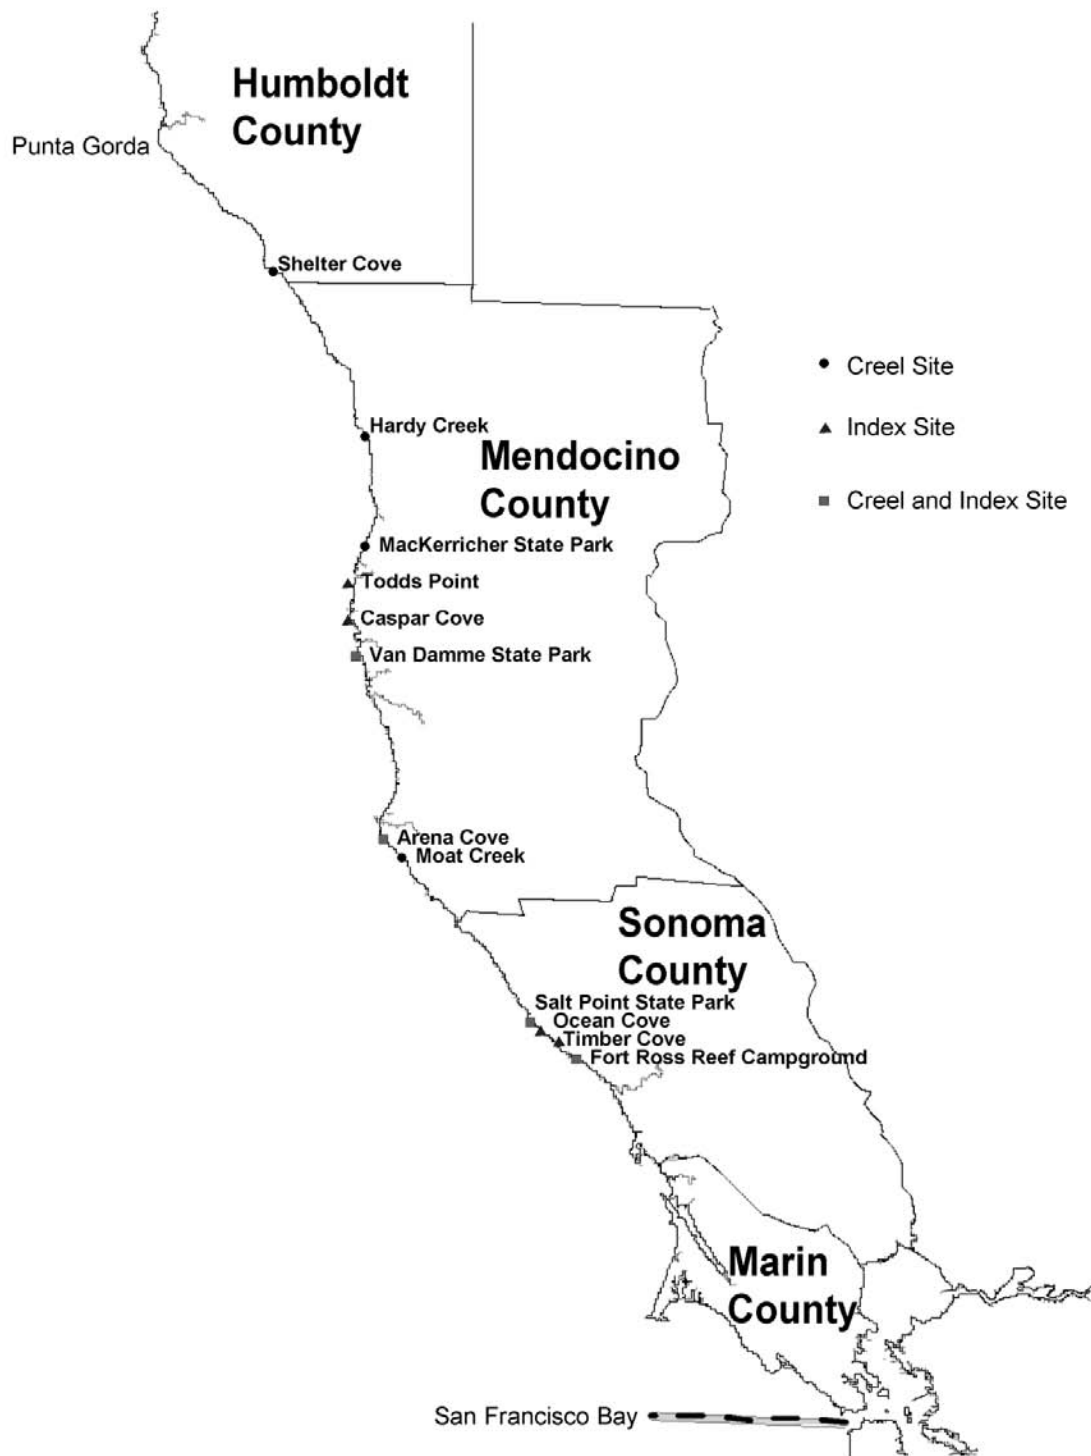 Humboldt
County
Punta Gorda
Shelter Cove
Creel Site
Hardy Creek
Index Site
Mendocino
County
Creel and Index Site
MacKerricher State Park
Todds Point
Caspar Cove
Van Damme State Park
Arena Cove
Moat Creek
Sonoma
County
Salt Point State Park
Ocean Cove
Timber Cove
Fort Ross Reef Campground
Marin
County
San Francisco Bay